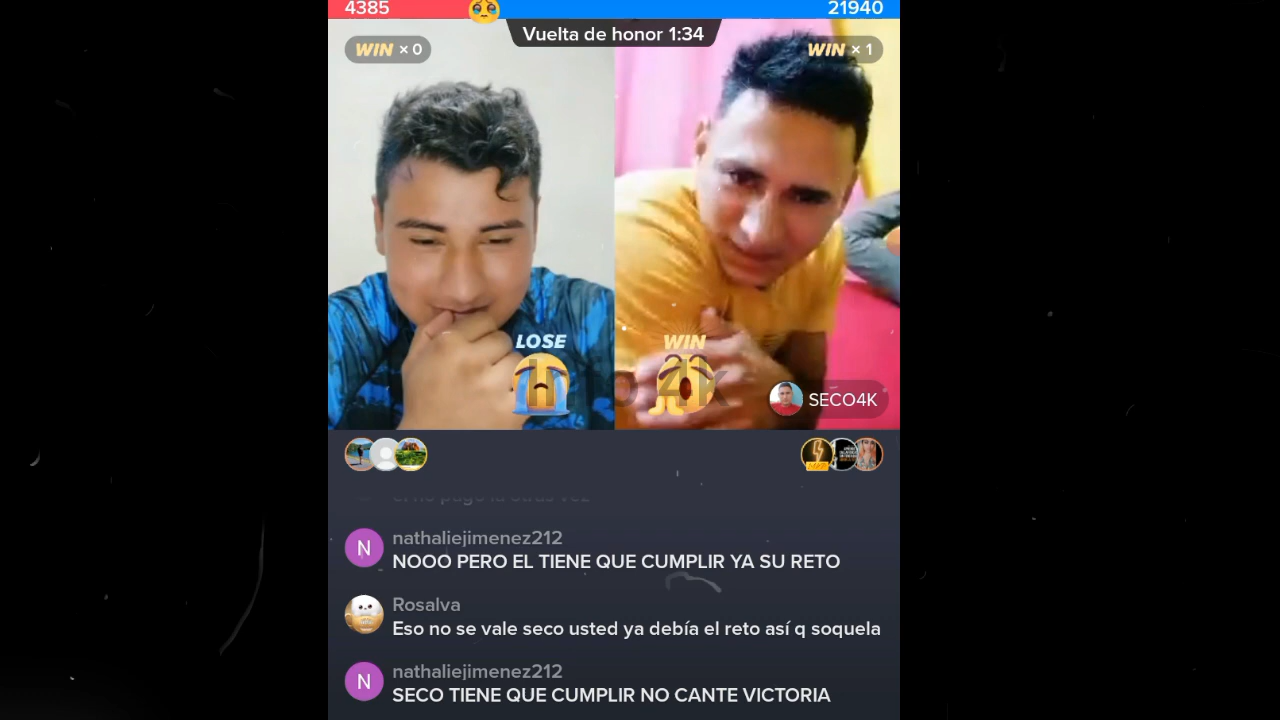 4385
21940
Vuelta de honor 1:34
WIN × 0
WIN × 1
LOSE
WIN
4K
SECO4K
nathaliejimenez212
NOOO PERO EL TIENE QUE CUMPLIR YA SU RETO
Rosalva
Eso no se vale seco usted ya debía el reto así q soquela
nathaliejimenez212
SECO TIENE QUE CUMPLIR NO CANTE VICTORIA
N
N